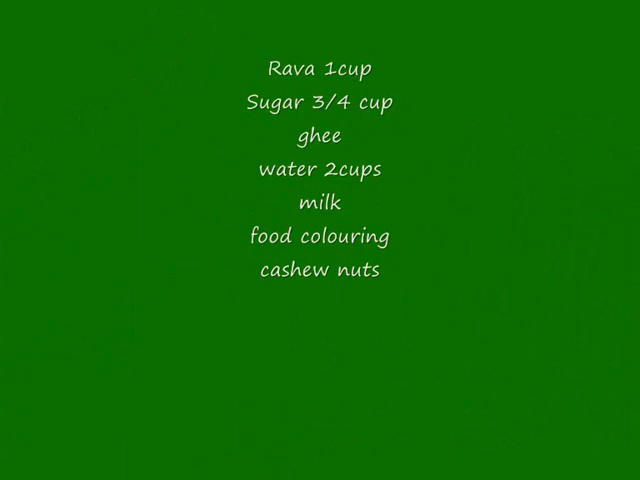 Rava 1cup
Sugar 3/4 cup
ghee
water 2cups
milk
food colouring
cashew nuts